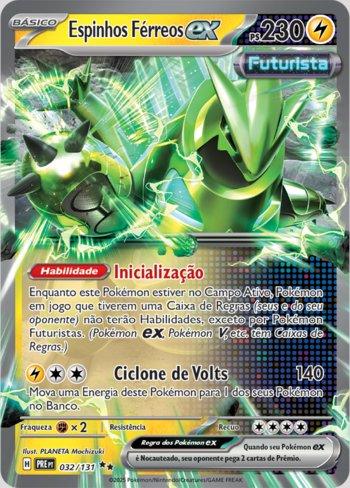 BÁSICO
Espinhos Férreos ex PS 230
Futurista
Habilidade Inicialização
Enquanto este Pokémon estiver no Campo Ativo, Pokémon
em jogo que tiverem uma Caixa de Regras (seus e do seu
oponente) não terão Habilidades, exceto por Pokémon
Futuristas. (Pokémon ex, Pokémon V, etc. têm Caixas de
Regras.)
Ciclone de Volts 140
Mova uma Energia deste Pokémon para 1 dos seus Pokémon
no Banco.
Fraqueza x2 Resistência Recuo
Ilust. PLANETA Mochizuki
H PRE PT 032/131
Regra dos Pokémon ex
Quando seu Pokémon ex
é Nocauteado, seu oponente pega 2 cartas de Prêmio.
©2025 Pokémon/Nintendo/Creatures/GAME FREAK.